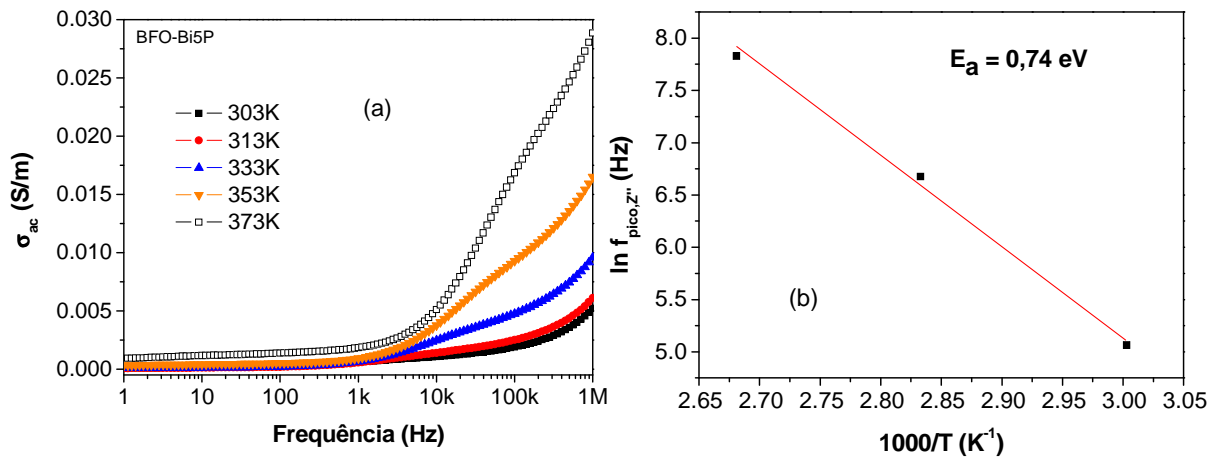 BFO-Bi5P
(a)
303K
313K
333K
353K
373K
0.030
0.025
0.020
0.015
0.010
0.005
0.000
σac (S/m)
1 10 100 1k 10k 100k 1M
Frequência (Hz)
Ea = 0,74 eV
(b)
8.0
7.5
7.0
6.5
6.0
5.5
5.0
ln fpico,Z'' (Hz)
2.65 2.70 2.75 2.80 2.85 2.90 2.95 3.00 3.05
1000/T (K-1)